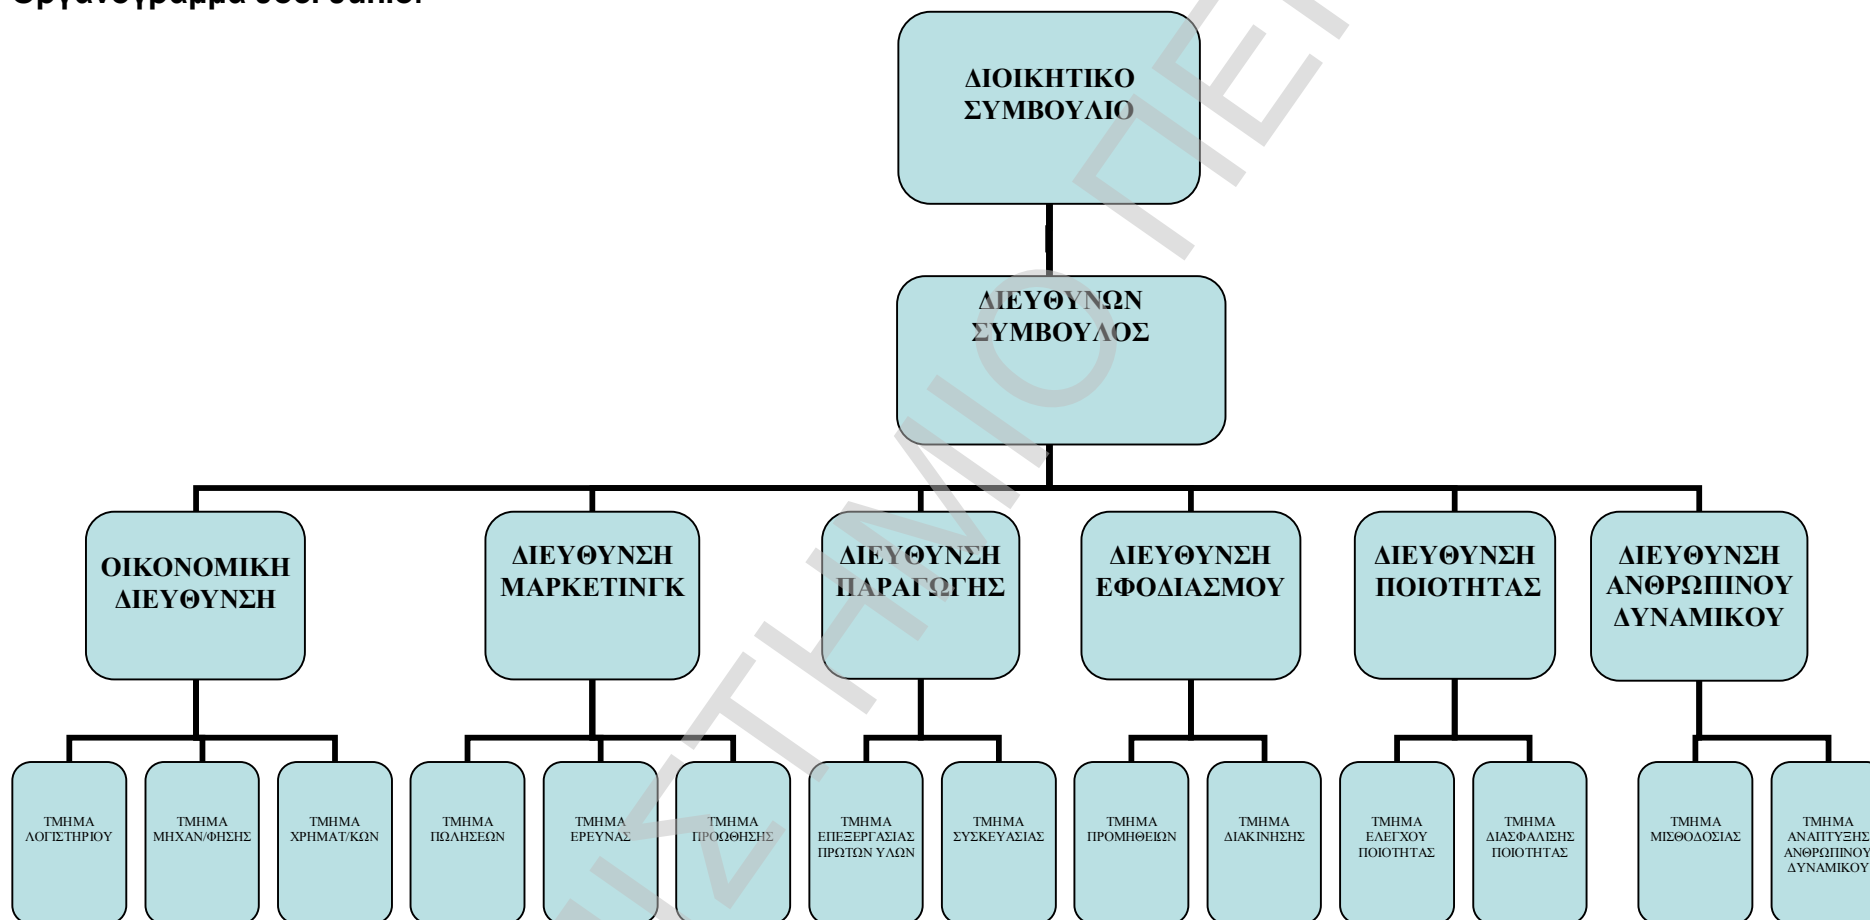 ΔΙΟΙΚΗΤΙΚΟ
ΣΥΜΒΟΥΛΙΟ
ΔΙΕΥΘΥΝΩΝ
ΣΥΜΒΟΥΛΟΣ
ΟΙΚΟΝΟΜΙΚΗ
ΔΙΕΥΘΥΝΣΗ
ΔΙΕΥΘΥΝΣΗ
ΜΑΡΚΕΤΙΝΓΚ
ΔΙΕΥΘΥΝΣΗ
ΠΑΡΑΓΩΓΗΣ
ΔΙΕΥΘΥΝΣΗ
ΕΦΟΔΙΑΣΜΟΥ
ΔΙΕΥΘΥΝΣΗ
ΠΟΙΟΤΗΤΑΣ
ΔΙΕΥΘΥΝΣΗ
ΑΝΘΡΩΠΙΝΟΥ
ΔΥΝΑΜΙΚΟΥ
ΤΜΗΜΑ
ΛΟΓΙΣΤΗΡΙΟΥ
ΤΜΗΜΑ
ΜΗΧΑΝ/ΦΗΣΗΣ
ΤΜΗΜΑ
ΧΡΗΜΑΤ/ΚΩΝ
ΤΜΗΜΑ
ΠΩΛΗΣΕΩΝ
ΤΜΗΜΑ
ΕΡΕΥΝΑΣ
ΤΜΗΜΑ
ΠΡΟΩΘΗΣΗΣ
ΤΜΗΜΑ
ΕΠΕΞΕΡΓΑΣΙΑΣ
ΠΡΩΤΩΝ ΥΛΩΝ
ΤΜΗΜΑ
ΣΥΣΚΕΥΑΣΙΑΣ
ΤΜΗΜΑ
ΠΡΟΜΗΘΕΙΩΝ
ΤΜΗΜΑ
ΔΙΑΚΙΝΗΣΗΣ
ΤΜΗΜΑ
ΕΛΕΓΧΟΥ
ΠΟΙΟΤΗΤΑΣ
ΤΜΗΜΑ
ΔΙΑΣΦΑΛΙΣΗΣ
ΠΟΙΟΤΗΤΑΣ
ΤΜΗΜΑ
ΜΙΣΘΟΔΟΣΙΑΣ
ΤΜΗΜΑ
ΑΝΑΠΤΥΞΗΣ
ΑΝΘΡΩΠΙΝΟΥ
ΔΥΝΑΜΙΚΟΥ